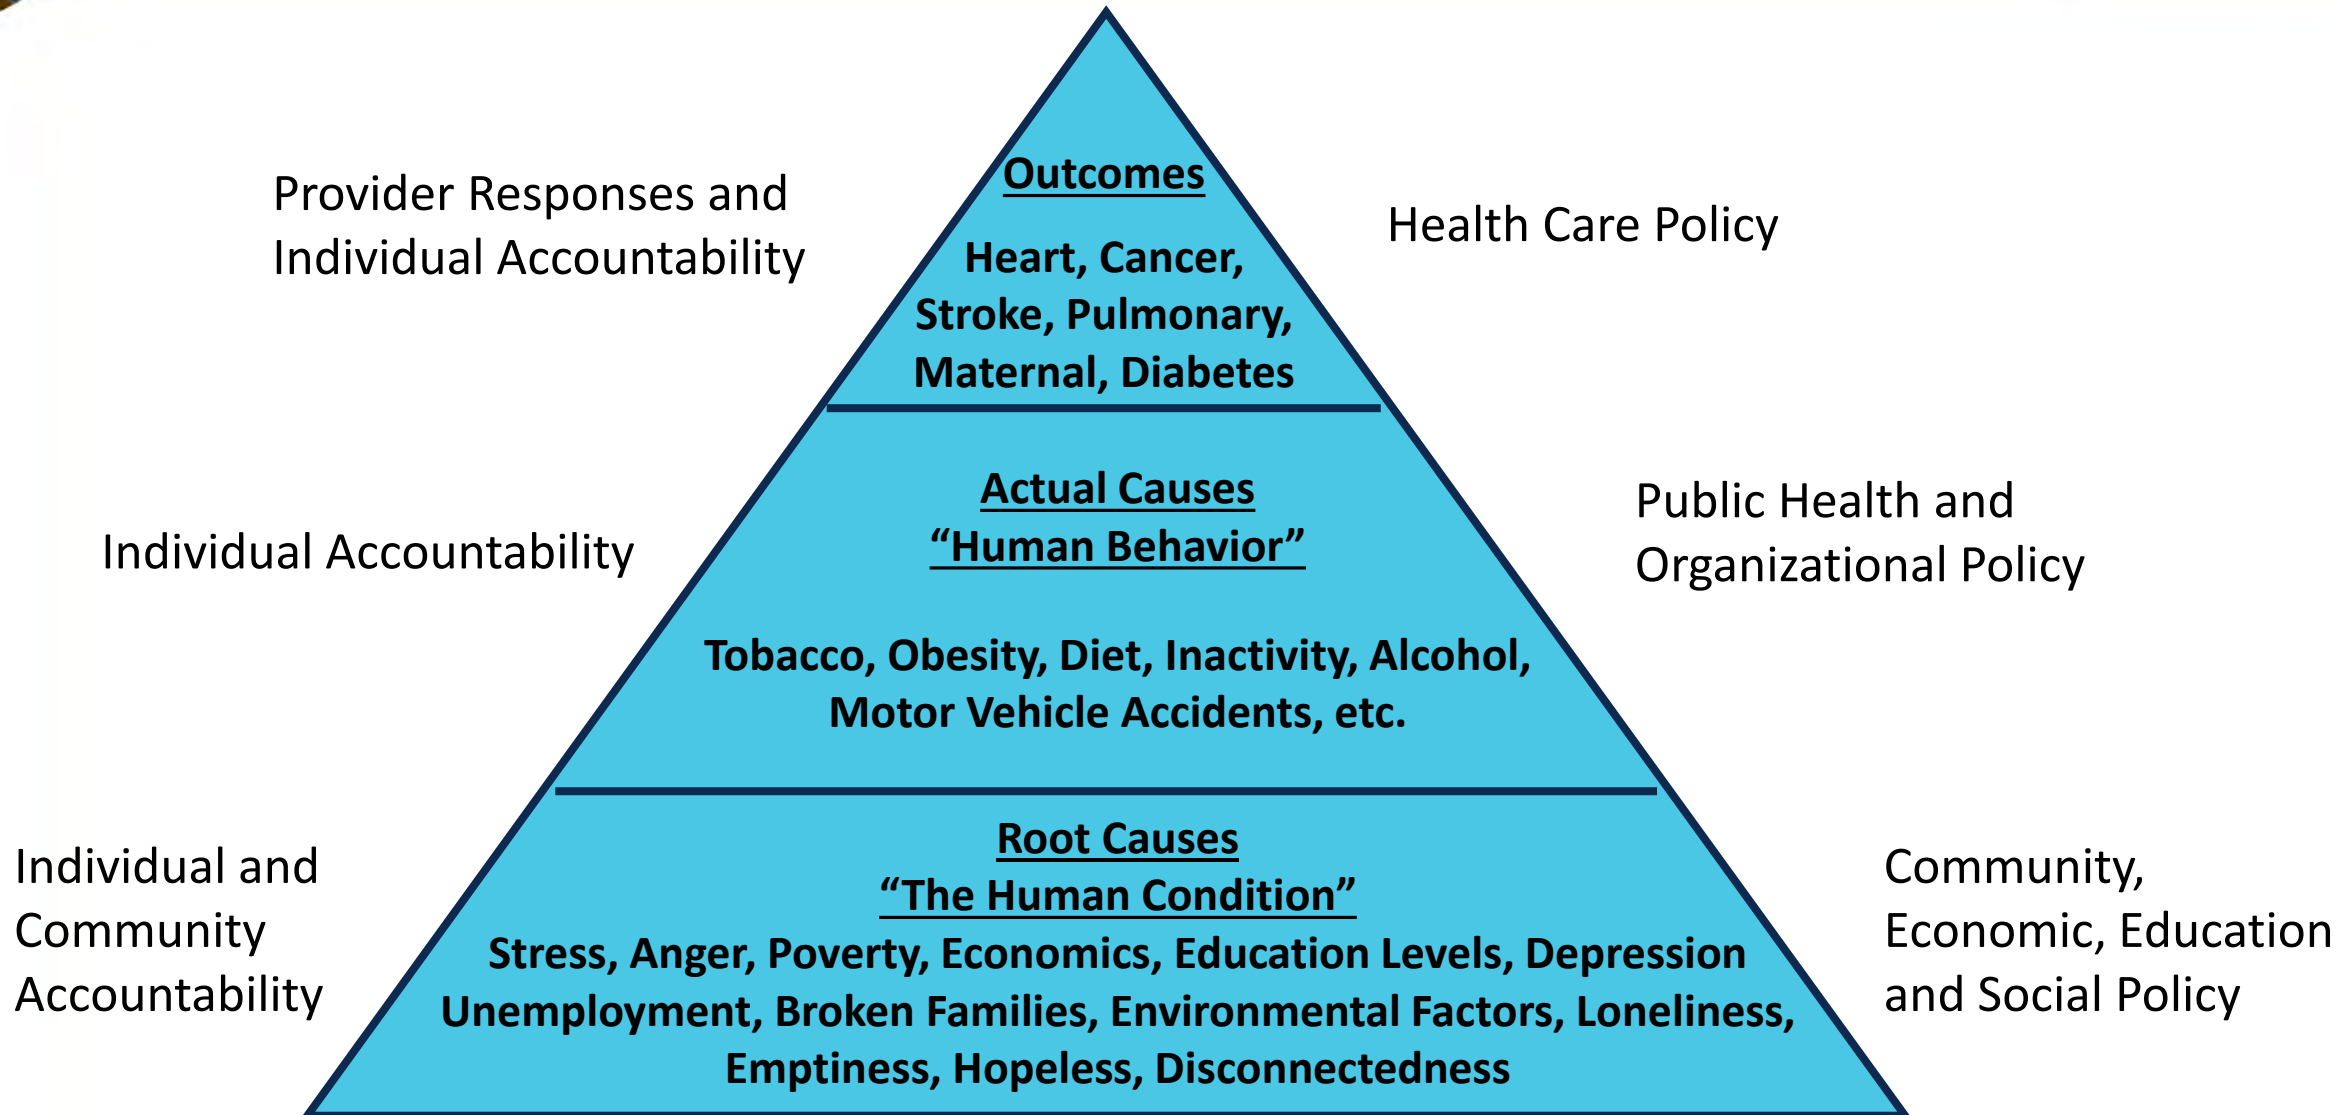 Outcomes
Heart, Cancer,
Stroke, Pulmonary,
Maternal, Diabetes
Provider Responses and
Individual Accountability
Health Care Policy
Actual Causes
“Human Behavior”
Tobacco, Obesity, Diet, Inactivity, Alcohol,
Motor Vehicle Accidents, etc.
Individual Accountability
Public Health and
Organizational Policy
Root Causes
“The Human Condition”
Stress, Anger, Poverty, Economics, Education Levels, Depression
Unemployment, Broken Families, Environmental Factors, Loneliness,
Emptiness, Hopeless, Disconnectedness
Individual and
Community
Accountability
Community,
Economic, Education
and Social Policy